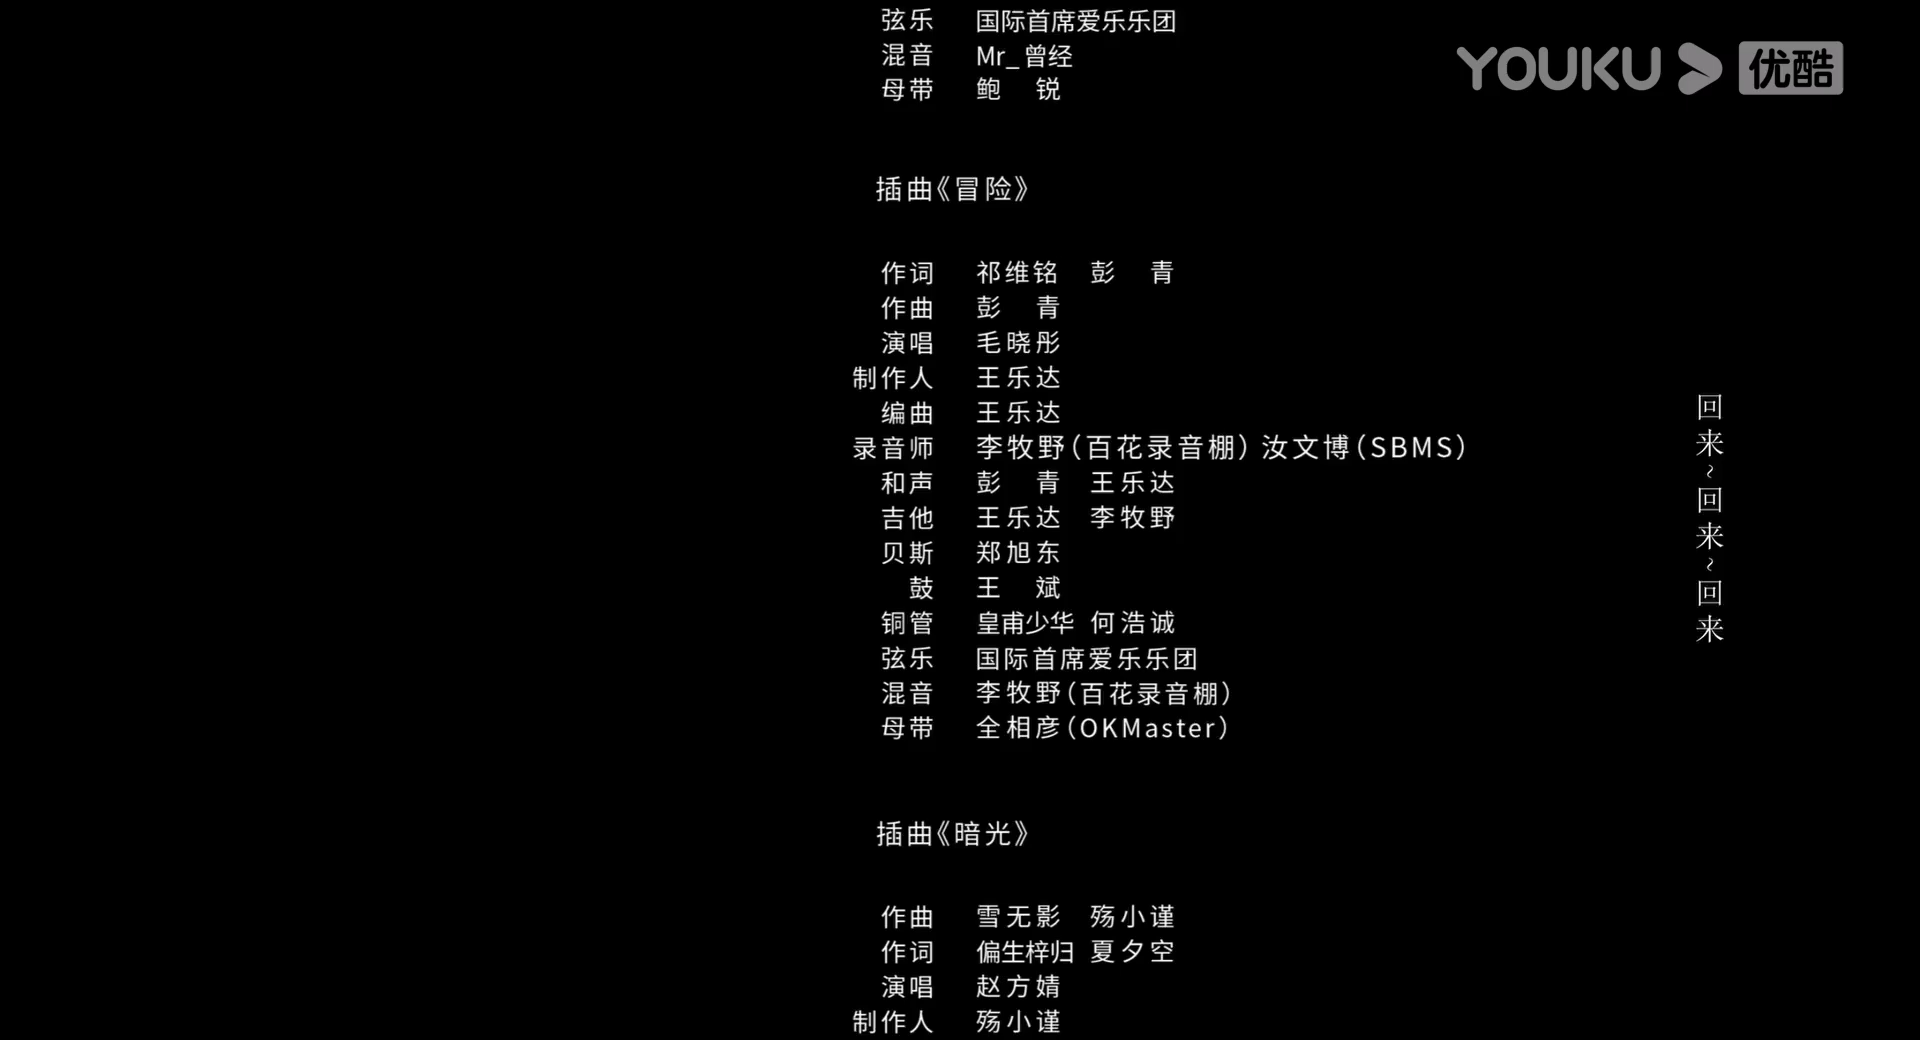 弦乐 国际首席爱乐乐团
混音 Mr_曾经
母带 鲍 锐
YOUKU 优酷
插曲《冒险》
作词 祁维铭 彭 青
作曲 彭 青
演唱 毛晓彤
制作人 王乐达
编曲 王乐达
录音师 李牧野（百花录音棚）汝文博（SBMS）
和声 彭 青 王乐达
吉他 王乐达 李牧野
贝斯 郑旭东
鼓 王 斌
铜管 皇甫少华 何浩诚
弦乐 国际首席爱乐乐团
混音 李牧野（百花录音棚）
母带 全相彦（OKMaster）
插曲《暗光》
作曲 雪无影 殇小谨
作词 偏生梓归 夏夕空
演唱 赵方婧
制作人 殇小谨
回来~回来~回来